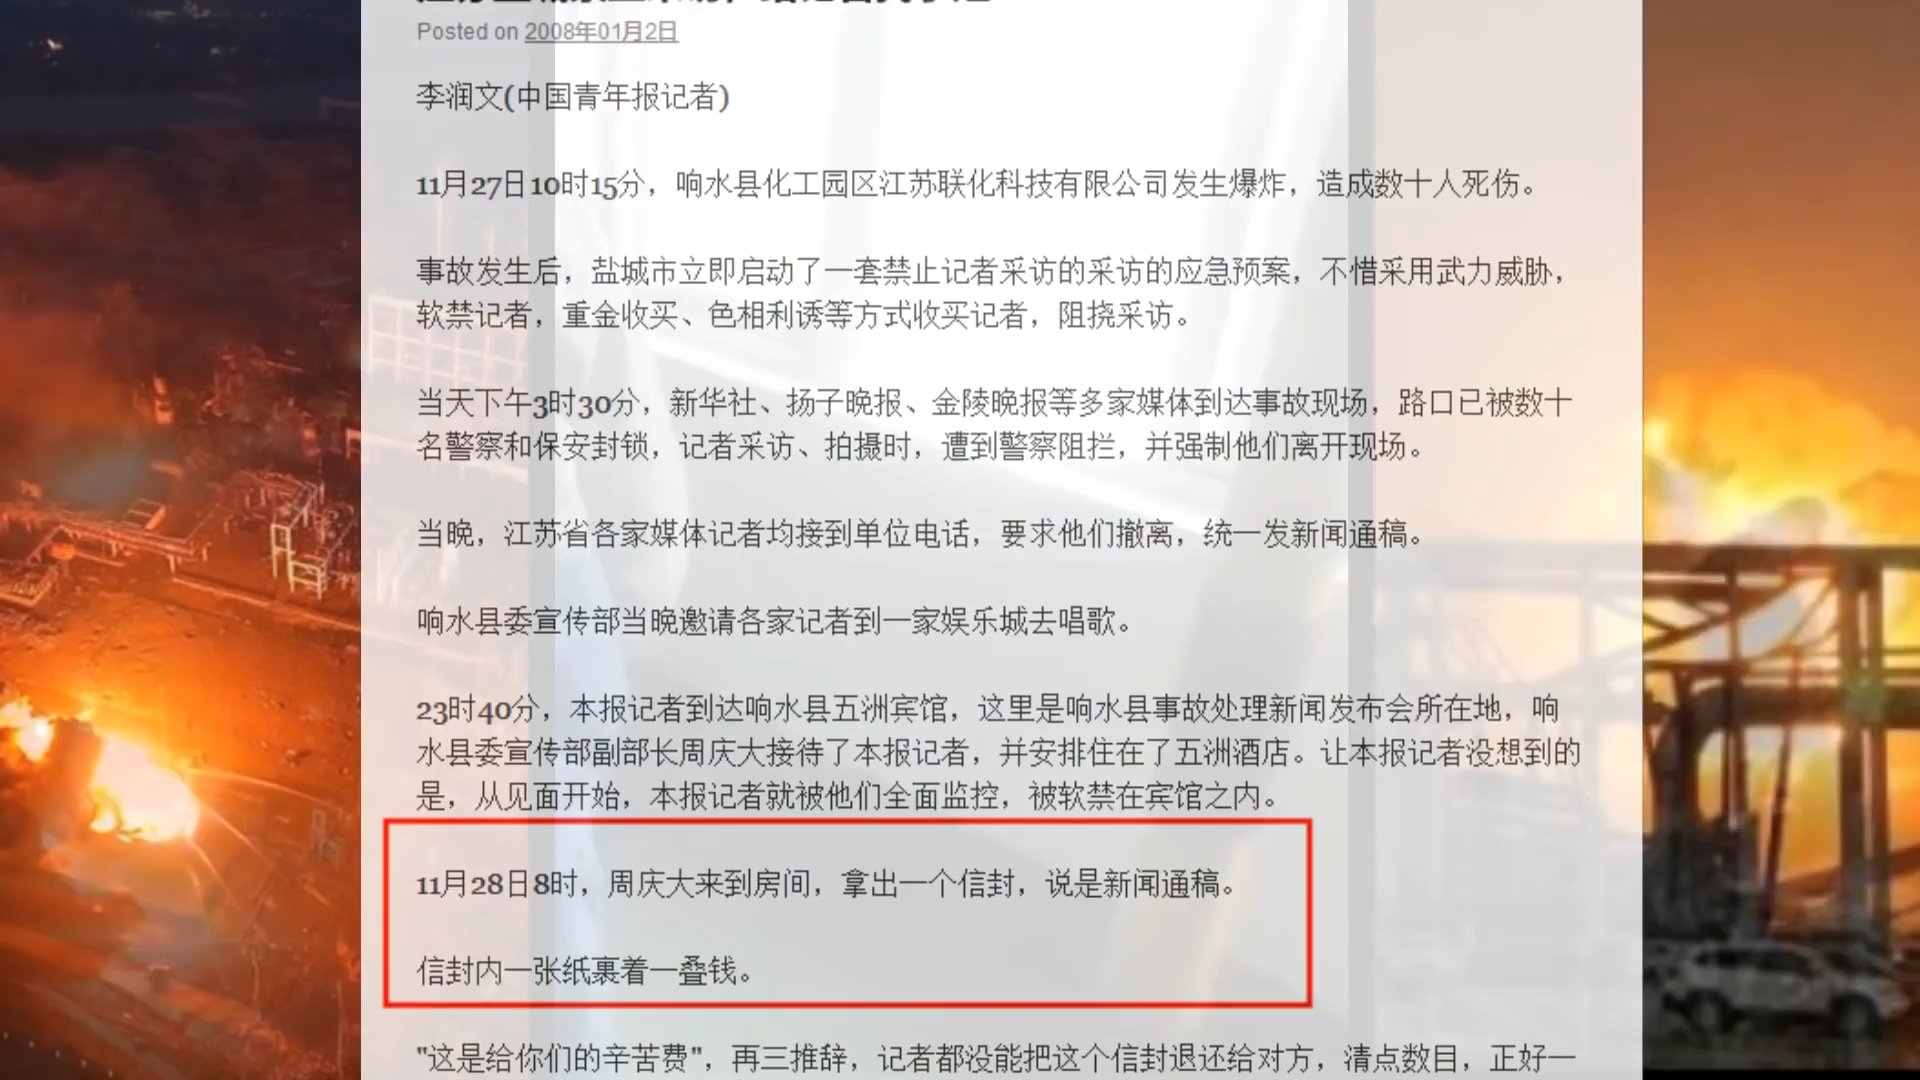 Posted on 2008年01月2日
李润文(中国青年报记者)
11月27日10时15分，响水县化工园区江苏联化科技有限公司发生爆炸，造成数十人死伤。
事故发生后，盐城市立即启动了一套禁止记者采访的采访的应急预案，不惜采用武力威胁，
软禁记者，重金收买、色相利诱等方式收买记者，阻挠采访。
当天下午3时30分，新华社、扬子晚报、金陵晚报等多家媒体到达事故现场，路口已被数十
名警察和保安封锁，记者采访、拍摄时，遭到警察阻拦，并强制他们离开现场。
当晚，江苏省各家媒体记者均接到单位电话，要求他们撤离，统一发新闻通稿。
响水县委宣传部当晚邀请各家记者到一家娱乐城去唱歌。
23时40分，本报记者到达响水县五洲宾馆，这里是响水县事故处理新闻发布会所在地，响
水县委宣传部副部长周庆大接待了本报记者，并安排住在了五洲酒店。让本报记者没想到的
是，从见面开始，本报记者就被他们全面监控，被软禁在宾馆之内。
11月28日8时，周庆大来到房间，拿出一个信封，说是新闻通稿。
信封内一张纸裹着一叠钱。
"这是给你们的辛苦费"，再三推辞，记者都没能把这个信封退还给对方，清点数目，正好一